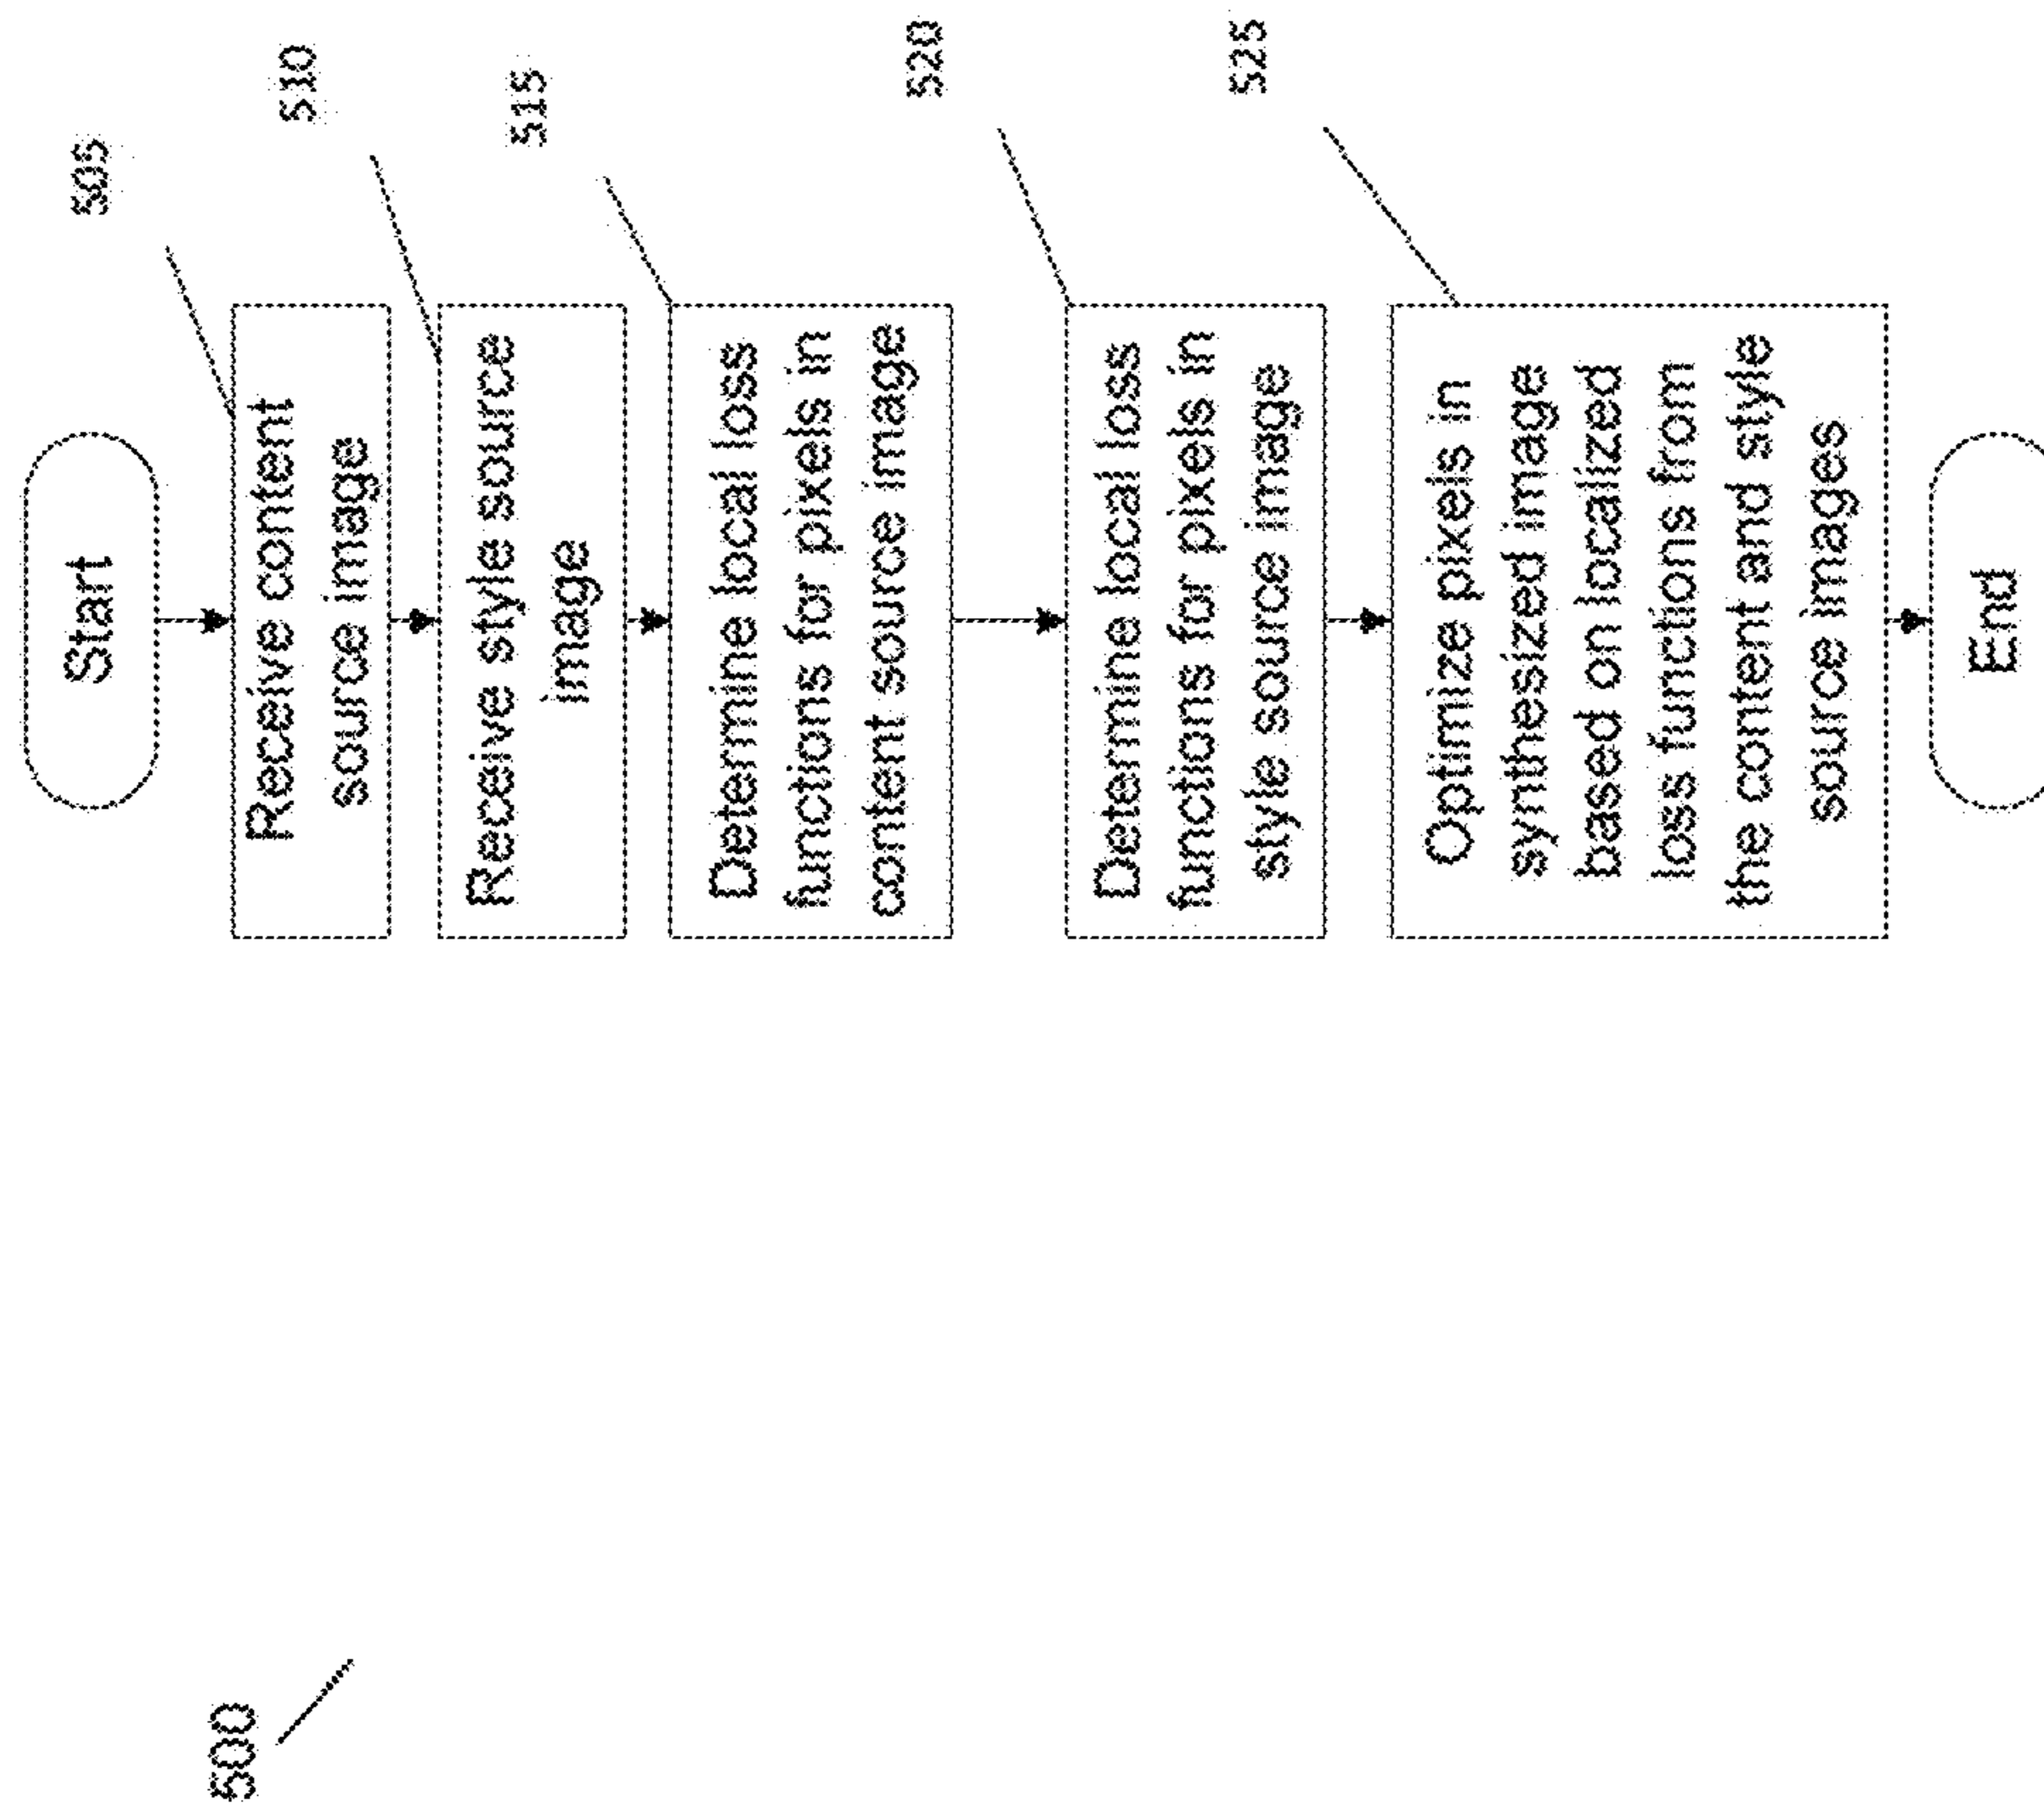 500
Start
505
Receive content
source image
510
Receive style source
image
515
Determine local loss
functions for pixels in
content source image
520
Determine local loss
functions for pixels in
style source image
525
Optimize pixels in
synthesized image
based on localized
loss functions from
the content and style
source images
End